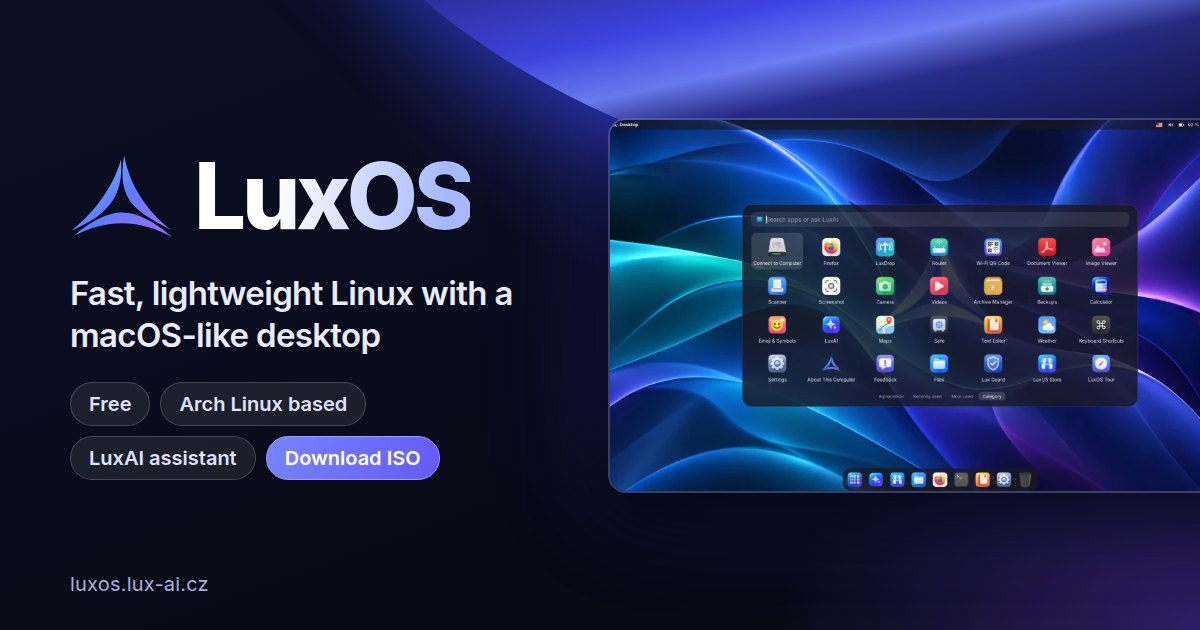 LuxOS
Fast, lightweight Linux with a
macOS-like desktop
Free
Arch Linux based
LuxAI assistant
Download ISO
luxos.lux-ai.cz
Desktop
Search apps or ask LuxAI
Connect to Computer
Firefox
LuxDrop
Router
Wi-Fi QR Code
Document Viewer
Image Viewer
Scanner
Screenshot
Camera
Videos
Archive Manager
Backups
Calculator
Emoji & Symbols
LuxAI
Maps
Safe
Text Editor
Weather
Keyboard Shortcuts
Settings
About This Computer
Feedback
Files
Lux Guard
LuxOS Store
LuxOS Tour
Alphabetical
Recently used
Most used
Category